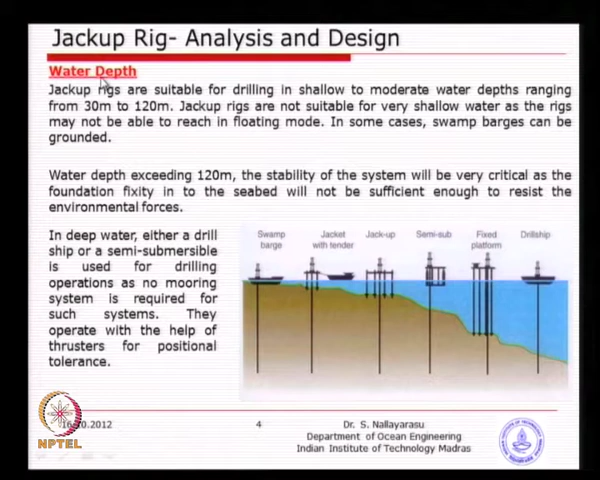 Jackup Rig- Analysis and Design
Water Depth
Jackup rigs are suitable for drilling in shallow to moderate water depths ranging
from 30m to 120m. Jackup rigs are not suitable for very shallow water as the rigs
may not be able to reach in floating mode. In some cases, swamp barges can be
grounded.
Water depth exceeding 120m, the stability of the system will be very critical as the
foundation fixity in to the seabed will not be sufficient enough to resist the
environmental forces.
In deep water, either a drill
ship or a semi-submersible
is used for drilling
operations as no mooring
system is required for
such systems. They
operate with the help of
thrusters for positional
tolerance.
Swamp barge
Jacket with tender
Jack-up
Semi-sub
Fixed platform
Drillship
NPTEL
4
Dr. S. Nallayarasu
Department of Ocean Engineering
Indian Institute of Technology Madras